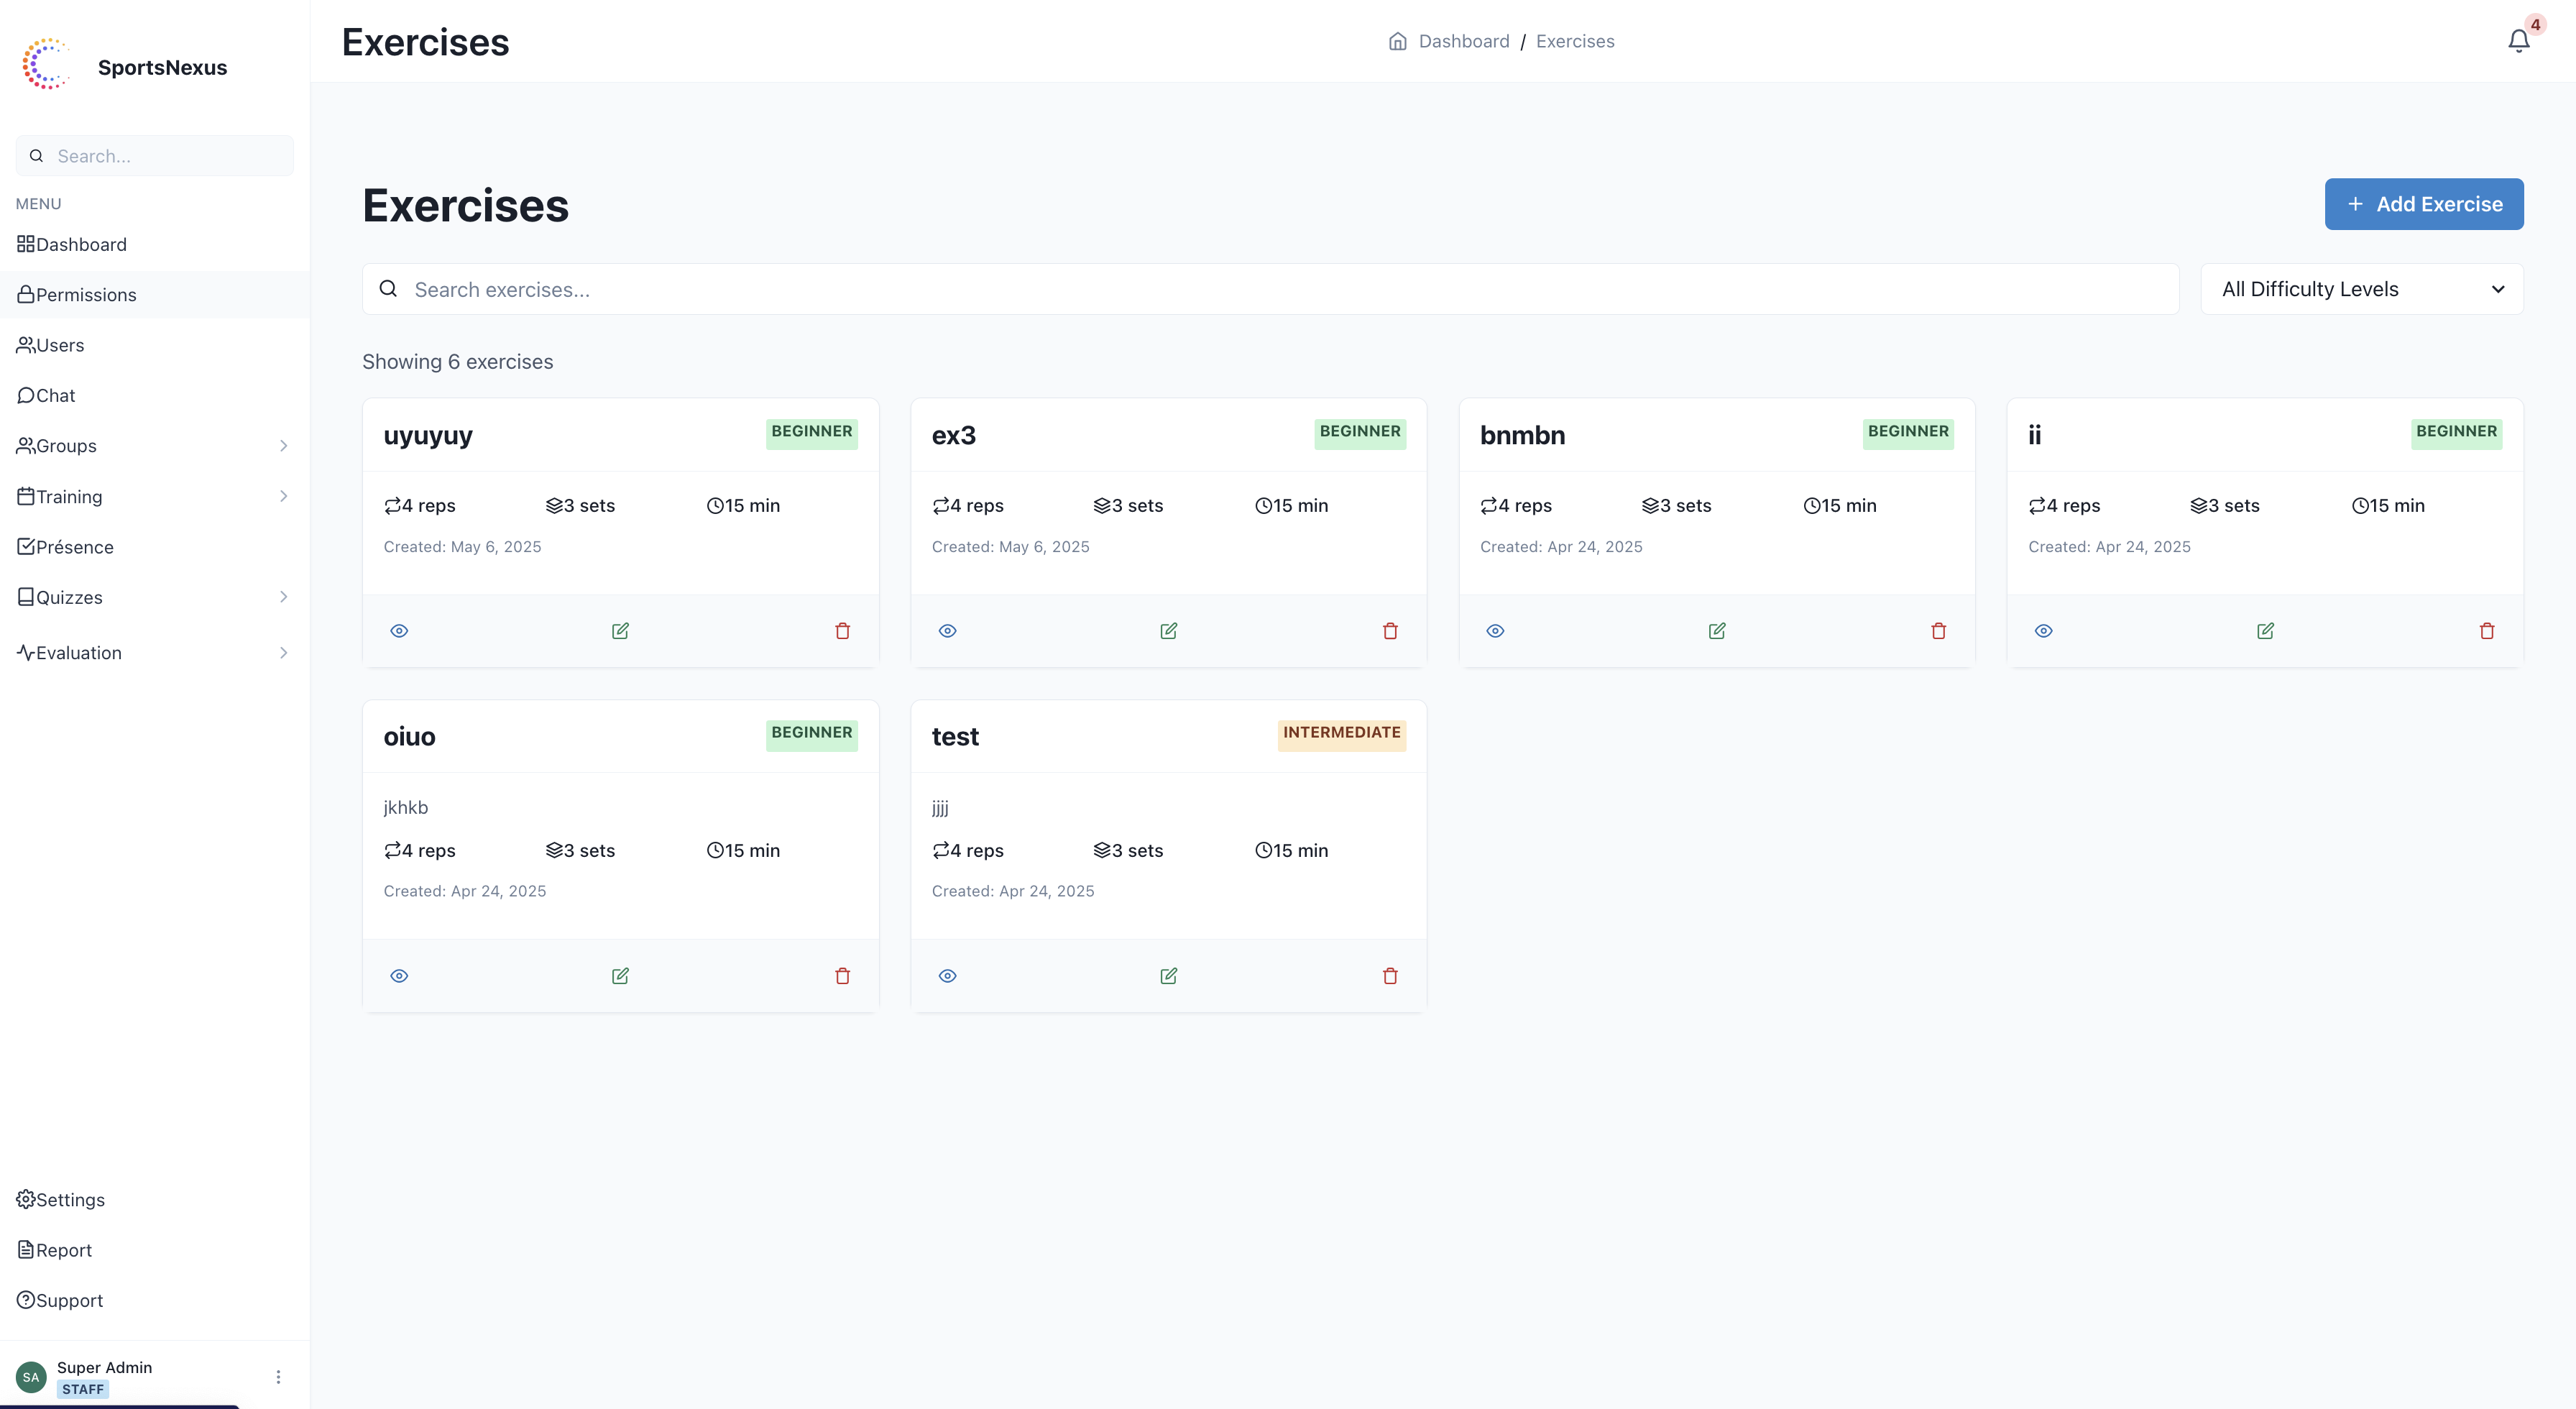 SportsNexus
Search...
MENU
Dashboard
Permissions
Users
Chat
Groups
Training
Présence
Quizzes
Evaluation
Settings
Report
Support
SA
Super Admin
STAFF
Exercises
Dashboard / Exercises
4
Exercises
Add Exercise
Search exercises...
All Difficulty Levels
Showing 6 exercises
uyuyuy BEGINNER
4 reps 3 sets 15 min
Created: May 6, 2025
ex3 BEGINNER
4 reps 3 sets 15 min
Created: May 6, 2025
bnmbn BEGINNER
4 reps 3 sets 15 min
Created: Apr 24, 2025
ii BEGINNER
4 reps 3 sets 15 min
Created: Apr 24, 2025
oiuo BEGINNER
jkhkb
4 reps 3 sets 15 min
Created: Apr 24, 2025
test INTERMEDIATE
jjjj
4 reps 3 sets 15 min
Created: Apr 24, 2025